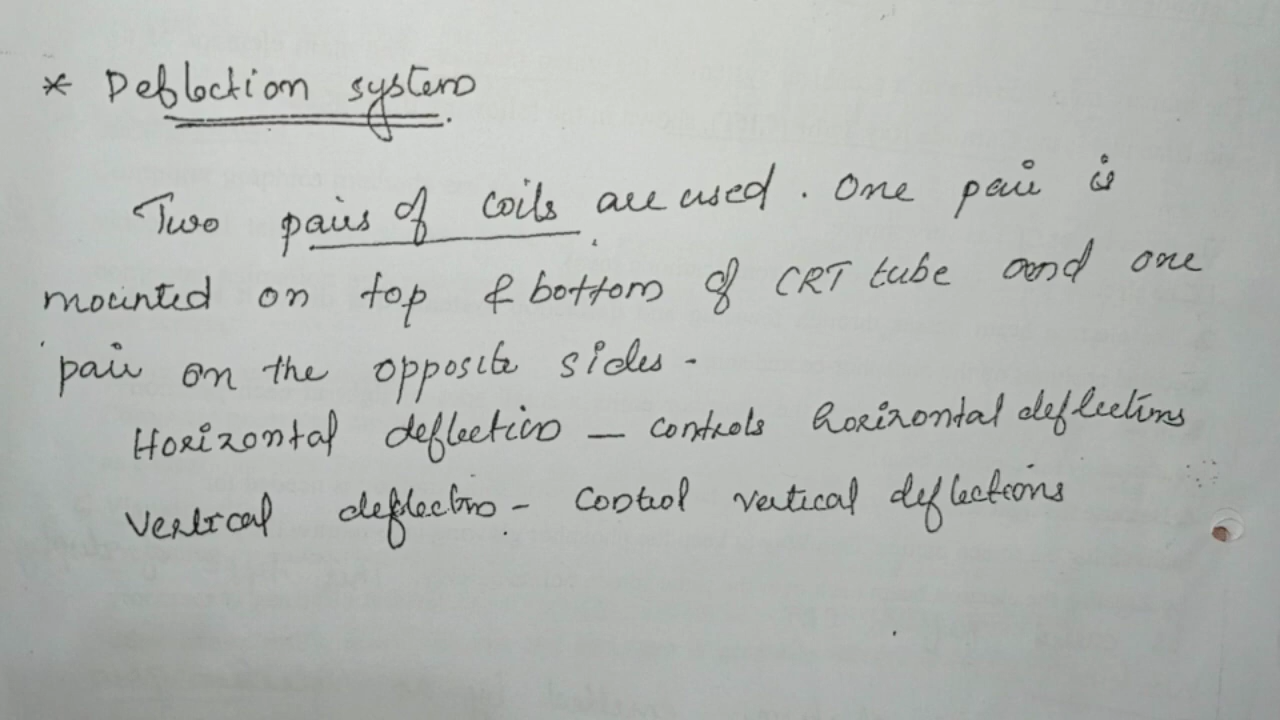 * Deflection system
Two pairs of coils are used. One pair is
mounted on top & bottom of CRT tube and one
pair on the opposite sides.
Horizontal deflection - controls horizontal deflections
Vertical deflection - control vertical deflections